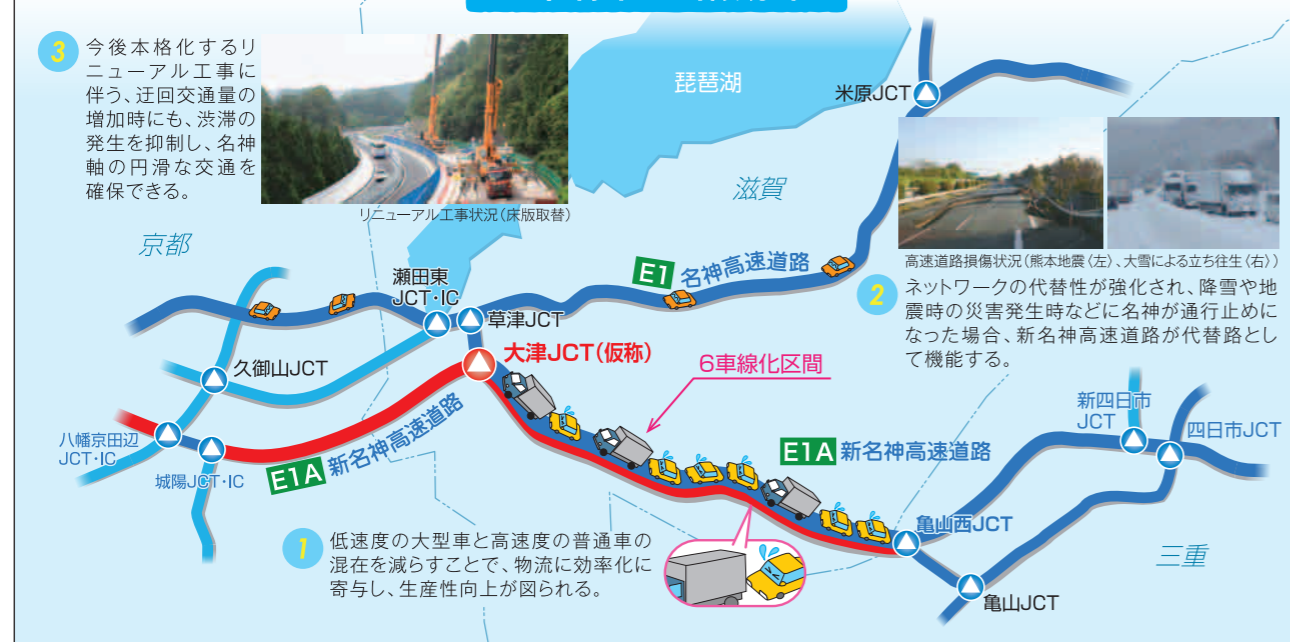 3
今後本格化するリ
ニューアル工事に
伴う、迂回交通量の
増加時にも、渋滞の
発生を抑制し、名神
軸の円滑な交通を
確保できる。
リニューアル工事状況（床版取替）
琵琶湖
米原JCT
滋賀
京都
高速道路損傷状況（熊本地震〈左〉、大雪による立ち往生〈右〉）
2
ネットワークの代替性が強化され、降雪や地
震時の災害発生時などに名神が通行止めに
なった場合、新名神高速道路が代替路とし
て機能する。
瀬田東
JCT・IC
E1 名神高速道路
草津JCT
大津JCT（仮称）
久御山JCT
6車線化区間
八幡京田辺
JCT・IC
城陽JCT・IC
E1A 新名神高速道路
E1A 新名神高速道路
新四日市
JCT
四日市JCT
亀山西JCT
三重
亀山JCT
1
低速度の大型車と高速度の普通車の
混在を減らすことで、物流に効率化に
寄与し、生産性向上が図られる。